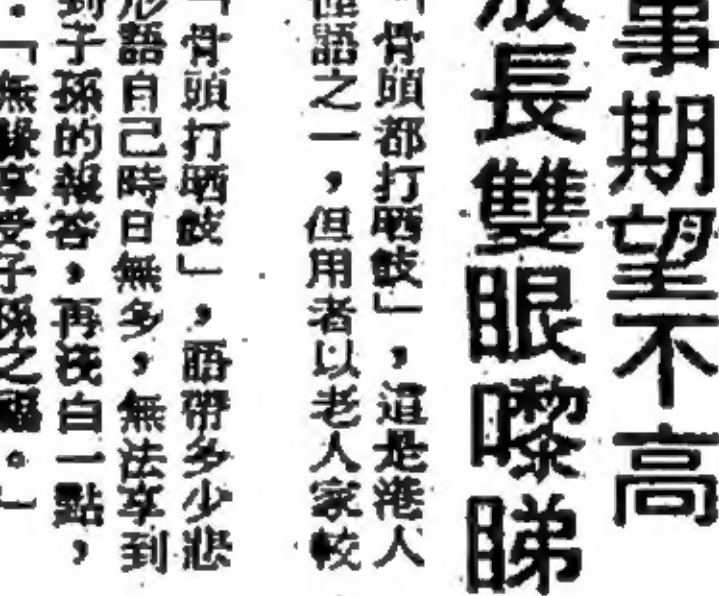 事期望不高
放長雙眼嚟睇
「骨頭都打晒鼓」，這是港人
怪語之一，但用者以老人家較
「骨頭打晒鼓」，語帶多少悲
形語自己時日無多，無法享到
到子孫的報答，再淺白一點，
：「無緣享受子孫之福。」